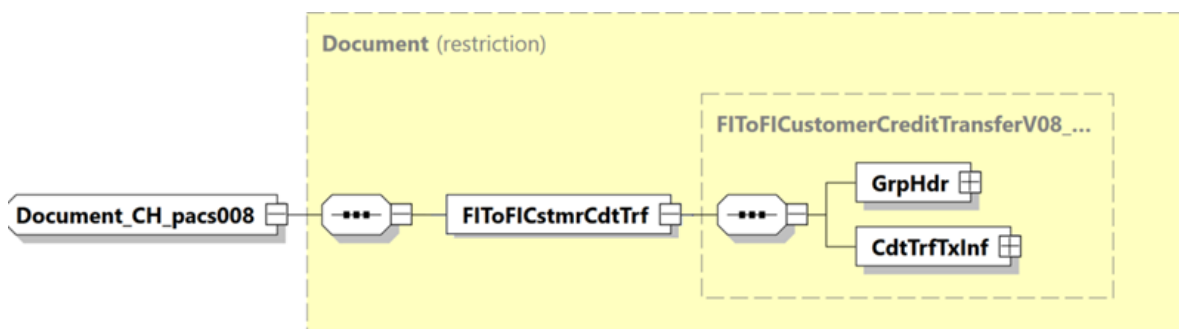 Document (restriction)
FIToFICustomerCreditTransferV08_...
GrpHdr
Document_CH_pacs008
FIToFICstmrCdtTrf
CdtTrfTxInf